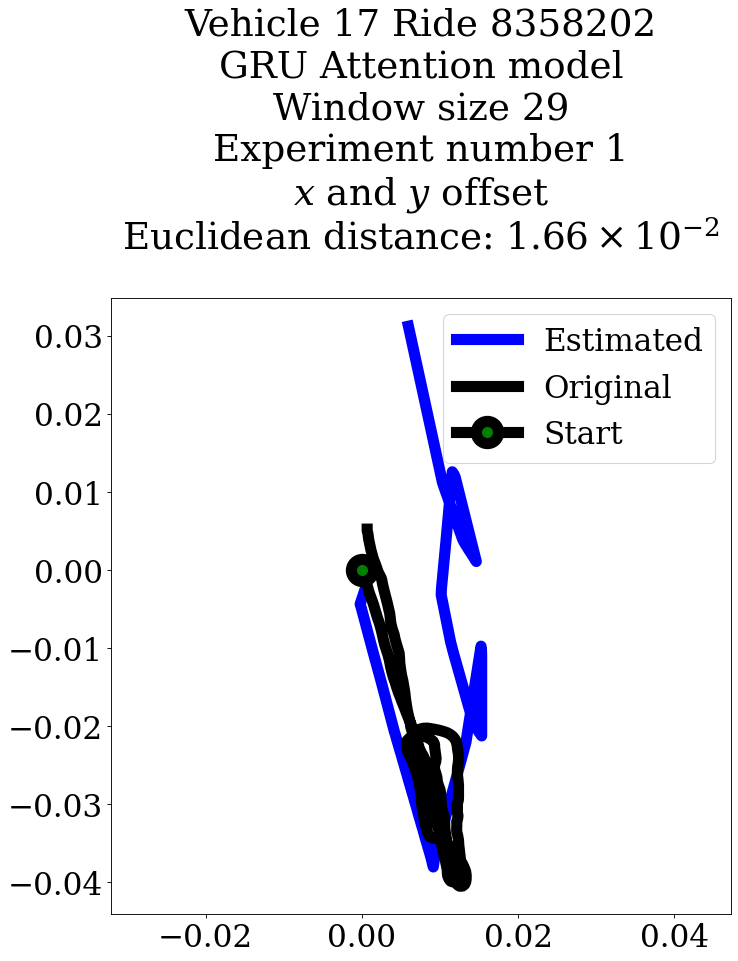 Vehicle 17 Ride 8358202
GRU Attention model
Window size 29
Experiment number 1
x and y offset
Euclidean distance: 1.66 × 10⁻²
Estimated
Original
Start
0.03
0.02
0.01
0.00
−0.01
−0.02
−0.03
−0.04
−0.02 0.00 0.02 0.04